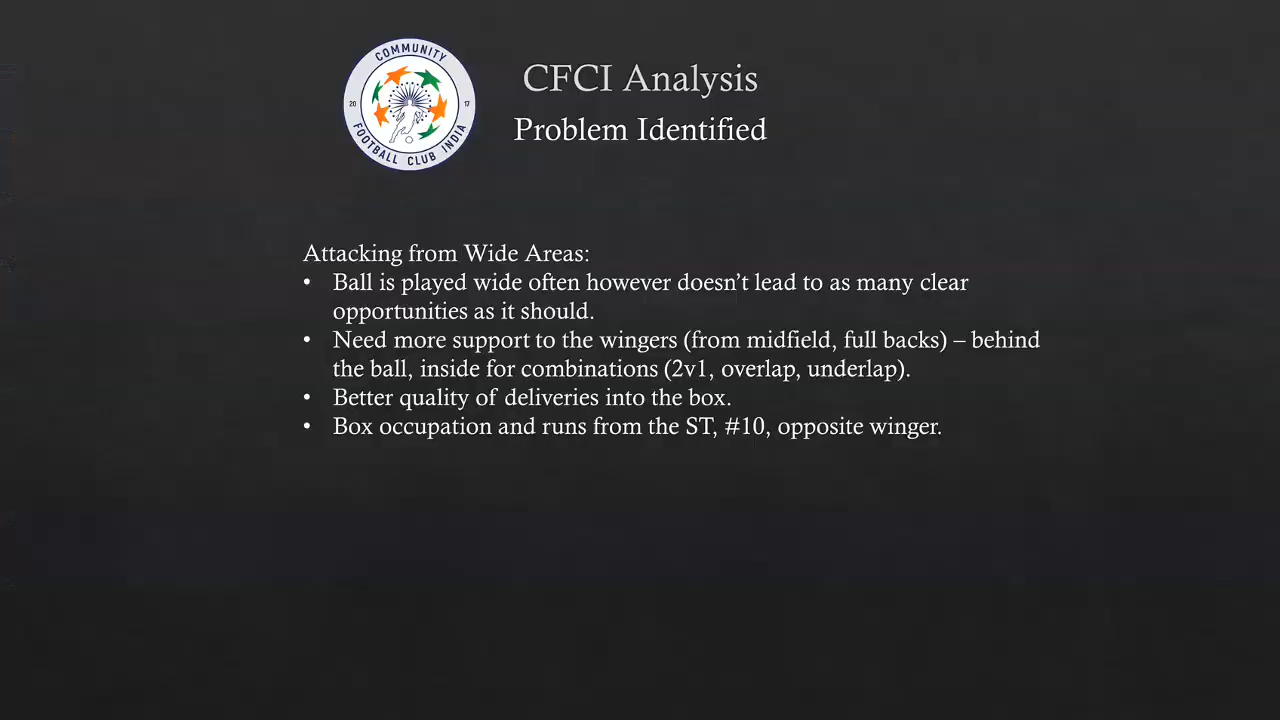 COMMUNITY
20 17
FOOTBALL CLUB INDIA
CFCI Analysis
Problem Identified
Attacking from Wide Areas:
• Ball is played wide often however doesn’t lead to as many clear
opportunities as it should.
• Need more support to the wingers (from midfield, full backs) – behind
the ball, inside for combinations (2v1, overlap, underlap).
• Better quality of deliveries into the box.
• Box occupation and runs from the ST, #10, opposite winger.